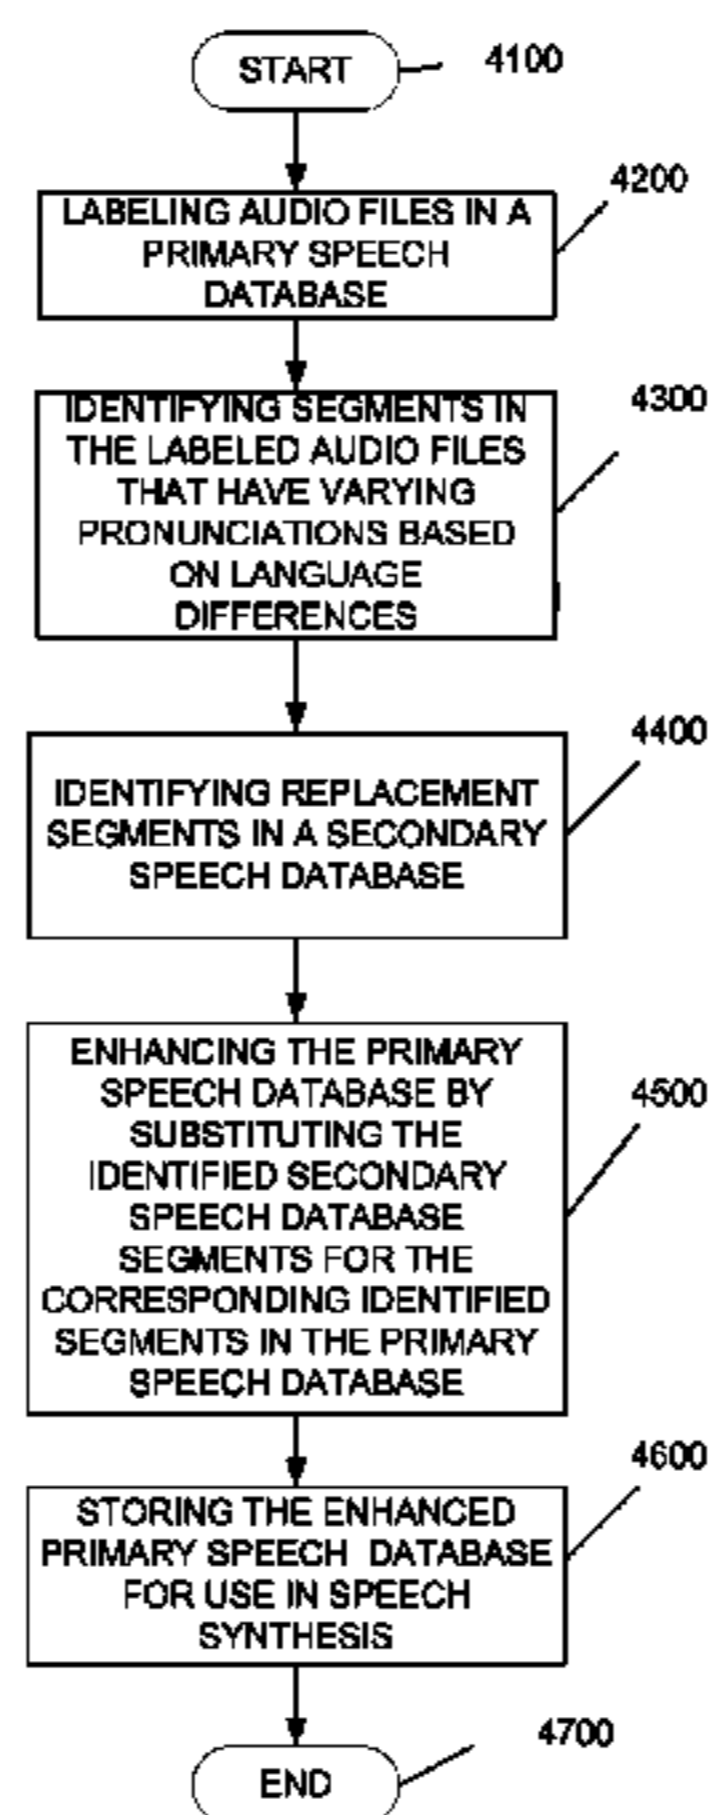 START
4100
4200
LABELING AUDIO FILES IN A
PRIMARY SPEECH
DATABASE
4300
IDENTIFYING SEGMENTS IN
THE LABELED AUDIO FILES
THAT HAVE VARYING
PRONUNCIATIONS BASED
ON LANGUAGE
DIFFERENCES
4400
IDENTIFYING REPLACEMENT
SEGMENTS IN A SECONDARY
SPEECH DATABASE
4500
ENHANCING THE PRIMARY
SPEECH DATABASE BY
SUBSTITUTING THE
IDENTIFIED SECONDARY
SPEECH DATABASE
SEGMENTS FOR THE
CORRESPONDING IDENTIFIED
SEGMENTS IN THE PRIMARY
SPEECH DATABASE
4600
STORING THE ENHANCED
PRIMARY SPEECH DATABASE
FOR USE IN SPEECH
SYNTHESIS
4700
END